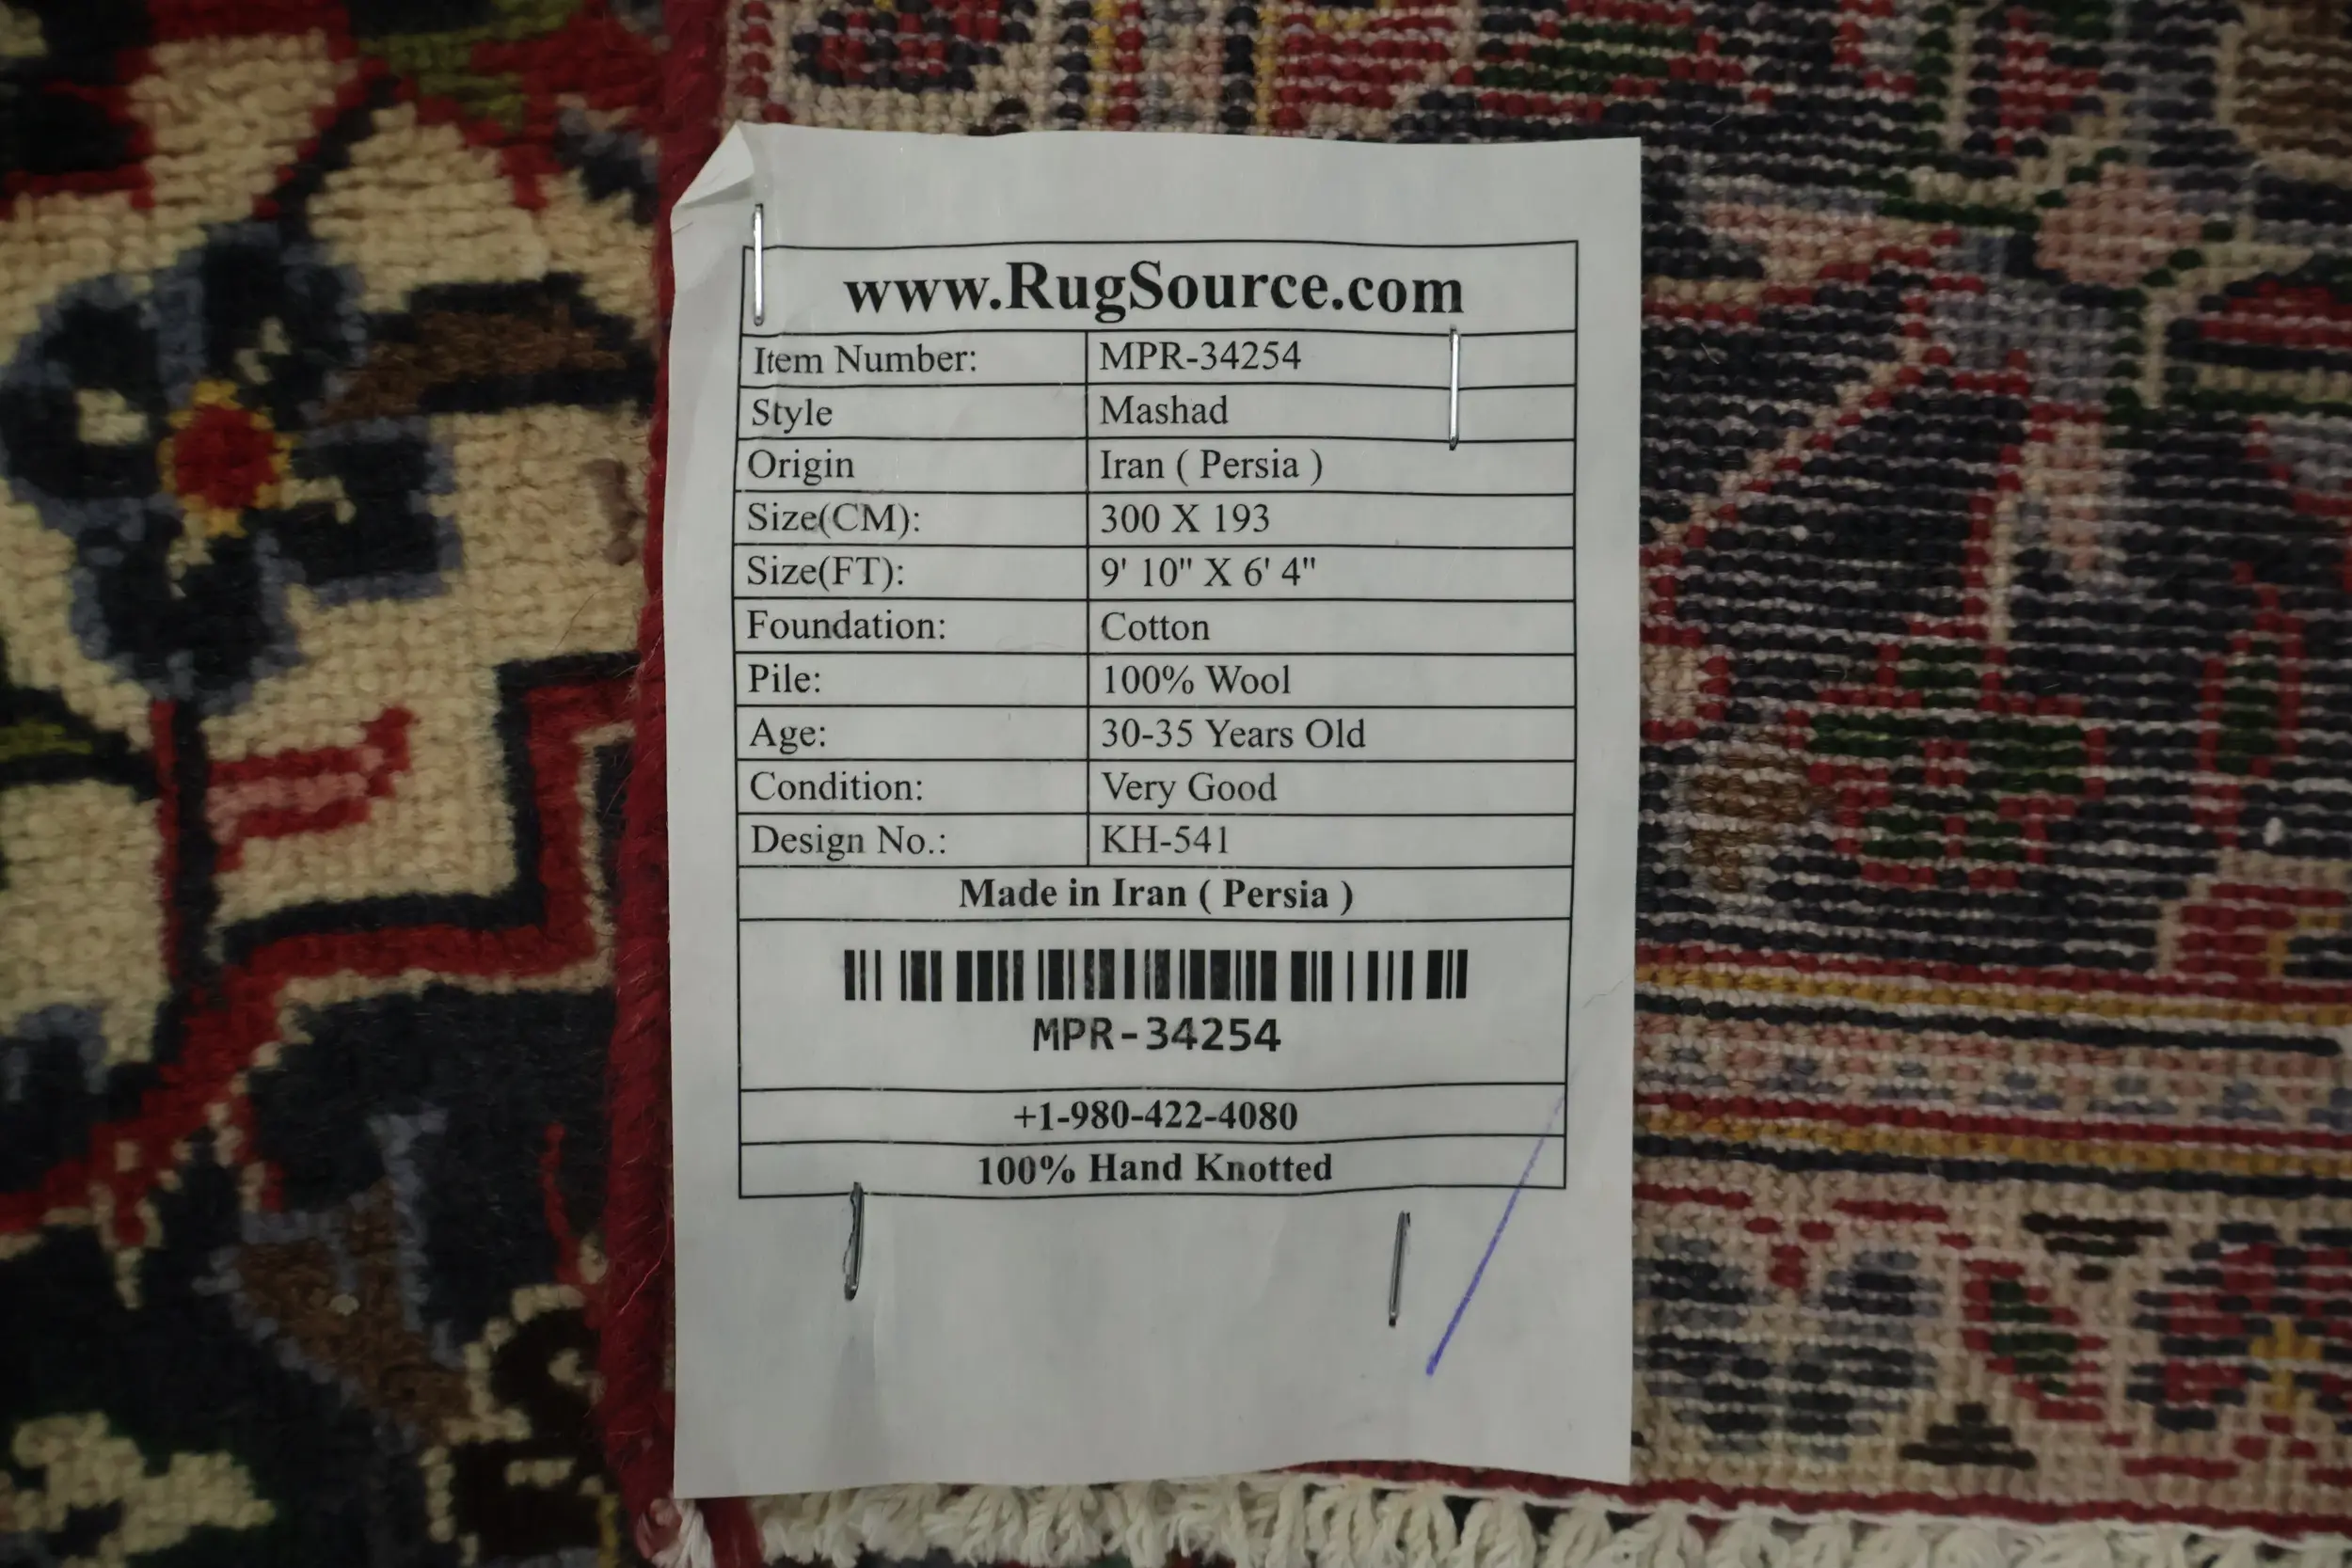 www.RugSource.com
Item Number: MPR-34254
Style Mashad
Origin Iran ( Persia )
Size(CM): 300 X 193
Size(FT): 9' 10" X 6' 4"
Foundation: Cotton
Pile: 100% Wool
Age: 30-35 Years Old
Condition: Very Good
Design No.: KH-541
Made in Iran ( Persia )
MPR-34254
+1-980-422-4080
100% Hand Knotted